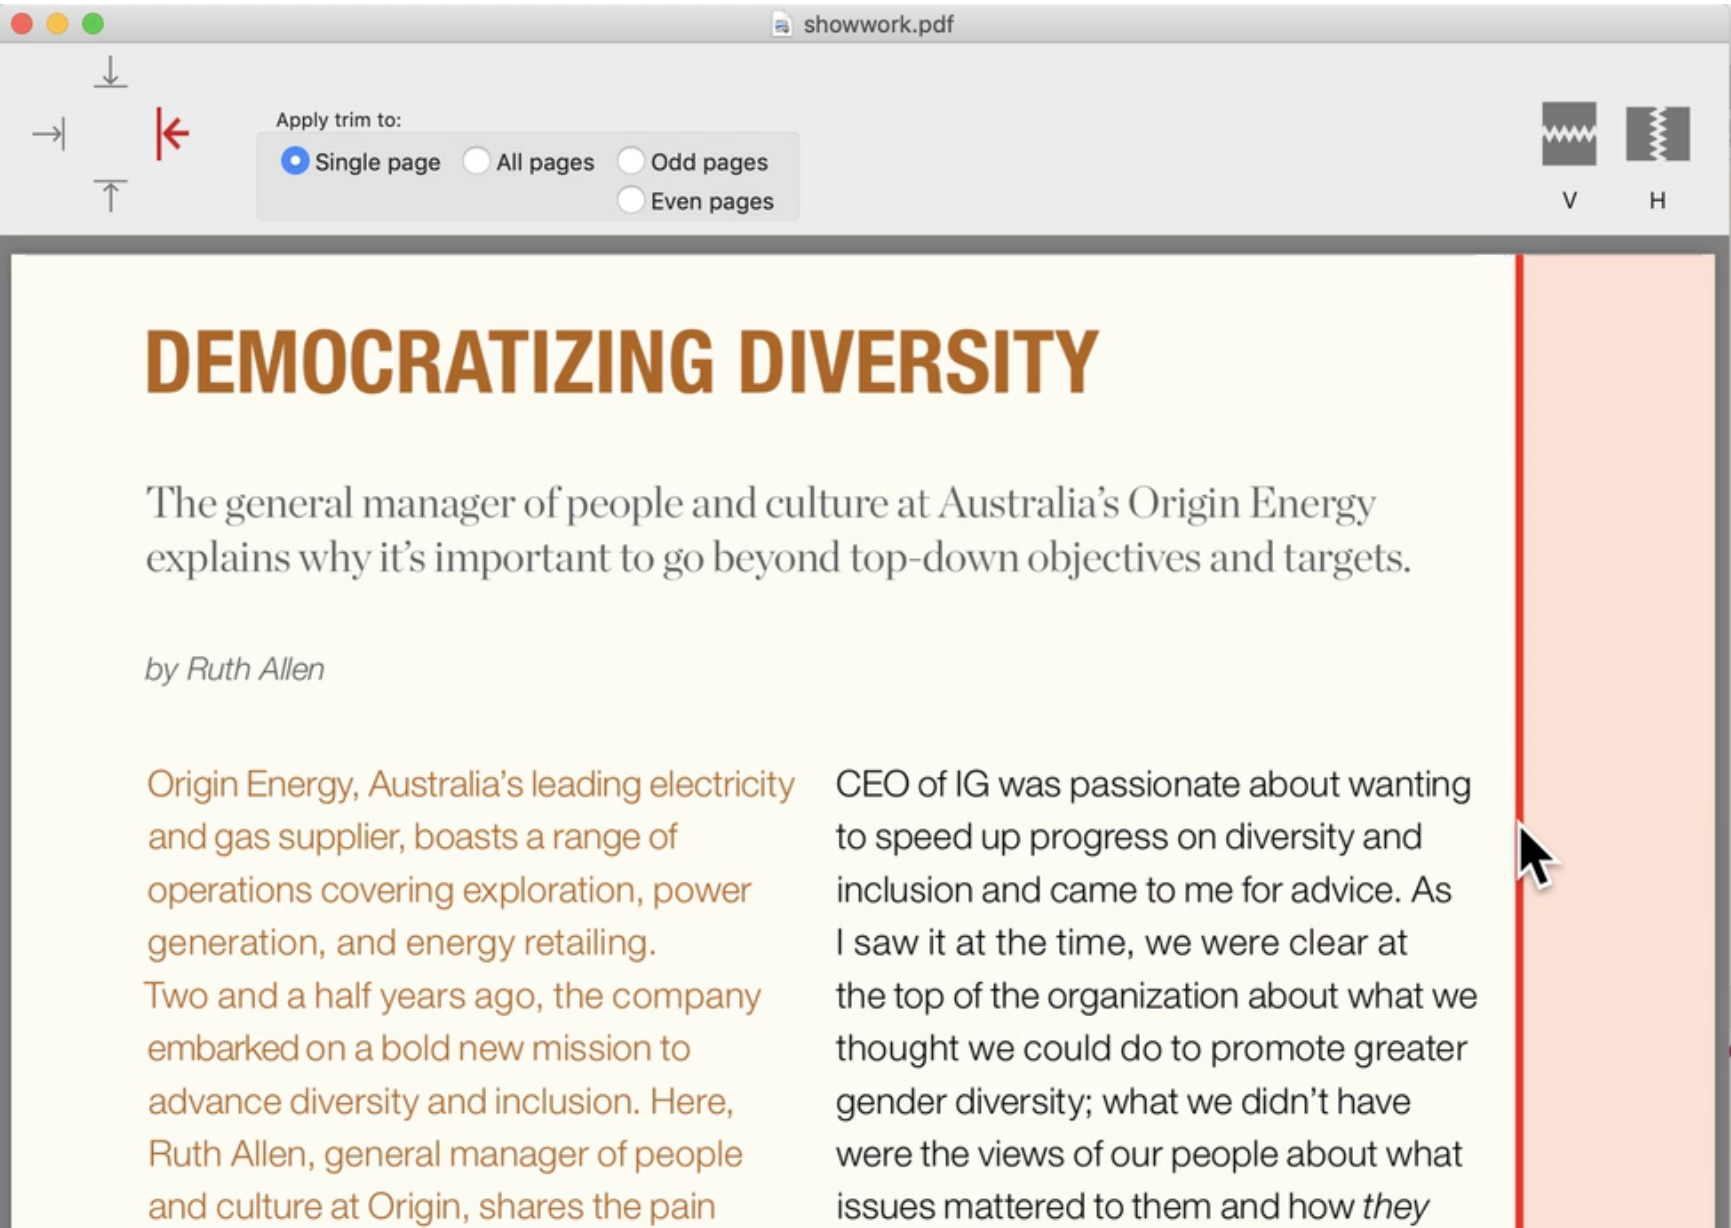 showwork.pdf
Apply trim to:
Single page All pages Odd pages
Even pages
V H
DEMOCRATIZING DIVERSITY
The general manager of people and culture at Australia’s Origin Energy
explains why it’s important to go beyond top-down objectives and targets.
by Ruth Allen
Origin Energy, Australia’s leading electricity
and gas supplier, boasts a range of
operations covering exploration, power
generation, and energy retailing.
Two and a half years ago, the company
embarked on a bold new mission to
advance diversity and inclusion. Here,
Ruth Allen, general manager of people
and culture at Origin, shares the pain
CEO of IG was passionate about wanting
to speed up progress on diversity and
inclusion and came to me for advice. As
I saw it at the time, we were clear at
the top of the organization about what we
thought we could do to promote greater
gender diversity; what we didn’t have
were the views of our people about what
issues mattered to them and how they